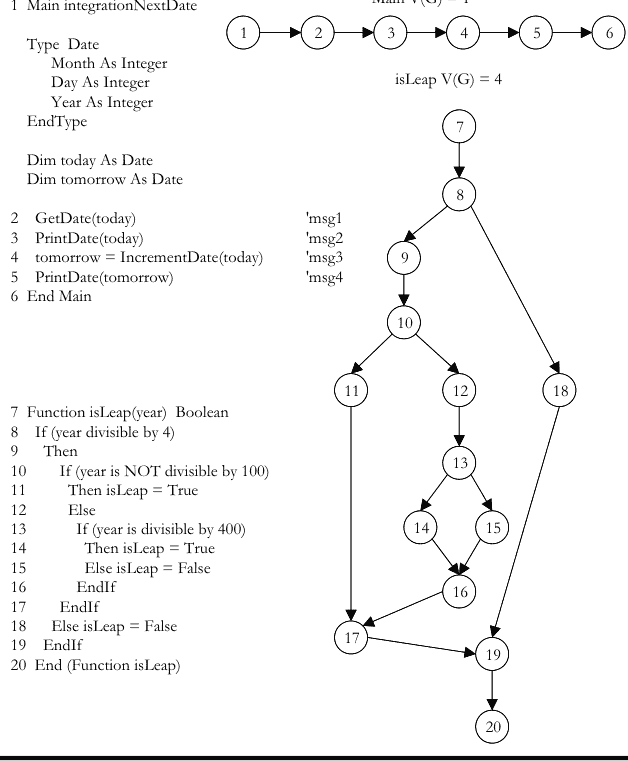 1 Main integrationNextDate
Main V(G) = 1
Type Date
Month As Integer
Day As Integer
Year As Integer
EndType
Dim today As Date
Dim tomorrow As Date
2 GetDate(today) 'msg1
3 PrintDate(today) 'msg2
4 tomorrow = IncrementDate(today) 'msg3
5 PrintDate(tomorrow) 'msg4
6 End Main
7 Function isLeap(year) Boolean
8 If (year divisible by 4)
9 Then
10 If (year is NOT divisible by 100)
11 Then isLeap = True
12 Else
13 If (year is divisible by 400)
14 Then isLeap = True
15 Else isLeap = False
16 EndIf
17 EndIf
18 Else isLeap = False
19 EndIf
20 End (Function isLeap)
1 2 3 4 5 6
isLeap V(G) = 4
7
8
9
10
11 12 18
13
14 15
16
17
19
20